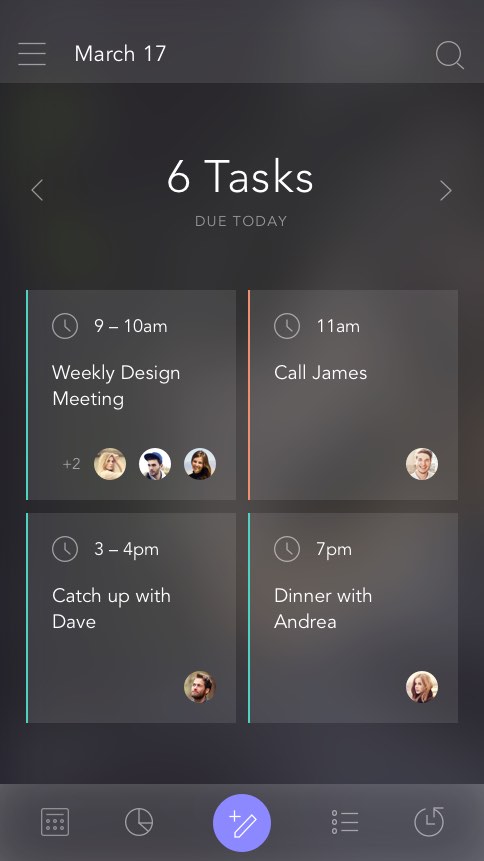 March 17
6 Tasks
DUE TODAY
9 – 10am
Weekly Design
Meeting
+2
11am
Call James
3 – 4pm
Catch up with
Dave
7pm
Dinner with
Andrea